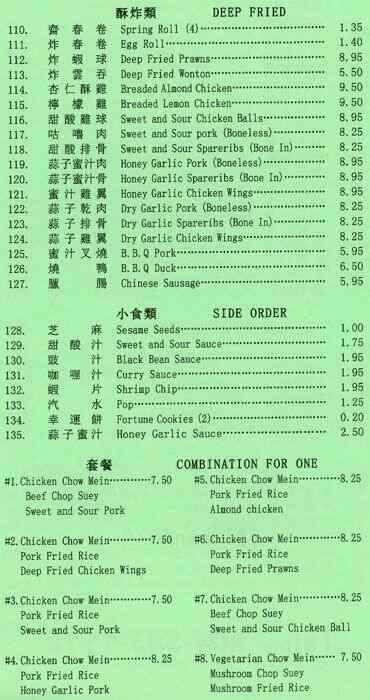 酥炸類 DEEP FRIED
110. 齋春卷 Spring Roll (4) 1.35
111. 炸春卷 Egg Roll 1.40
112. 炸蝦球 Deep Fried Prawns 8.95
113. 炸雲吞 Deep Fried Wonton 5.50
114. 杏仁酥雞 Breaded Almond Chicken 9.50
115. 檸檬雞 Breaded Lemon Chicken 9.50
116. 甜酸雞球 Sweet and Sour Chicken Balls 8.95
117. 咕嚕肉 Sweet and Sour pork (Boneless) 8.25
118. 甜酸排骨 Sweet and Sour Spareribs (Bone In) 8.25
119. 蒜子蜜汁肉 Honey Garlic Pork (Boneless) 8.95
120. 蒜子蜜汁骨 Honey Garlic Spareribs (Bone In) 8.95
121. 蜜汁雞翼 Honey Garlic Chicken Wings 8.95
122. 蒜子乾肉 Dry Garlic Pork (Boneless) 8.25
123. 蒜子排骨 Dry Garlic Spareribs (Bone In) 8.25
124. 蒜子雞翼 Dry Garlic Chicken Wings 8.25
125. 蜜汁叉燒 B.B.Q Pork 5.95
126. 燒鴨 B.B.Q Duck 6.50
127. 臘腸 Chinese Sausage 5.95
小食類 SIDE ORDER
128. 芝麻 Sesame Seeds 1.00
129. 甜酸汁 Sweet and Sour Sauce 1.75
130. 豉汁 Black Bean Sauce 1.95
131. 咖喱汁 Curry Sauce 1.95
132. 蝦片 Shrimp Chip 1.95
133. 汽水 Pop 1.25
134. 幸運餅 Fortune Cookies (2) 0.20
135. 蒜子蜜汁 Honey Garlic Sauce 2.50
套餐 COMBINATION FOR ONE
#1. Chicken Chow Mein 7.50
Beef Chop Suey
Sweet and Sour Pork
#2. Chicken Chow Mein 7.50
Pork Fried Rice
Deep Fried Chicken Wings
#3. Chicken Chow Mein 7.50
Pork Fried Rice
Sweet and Sour Pork
#4. Chicken Chow Mein 8.25
Pork Fried Rice
Honey Garlic Pork
#5. Chicken Chow Mein 8.25
Pork Fried Rice
Almond chicken
#6. Chicken Chow Mein 8.25
Pork Fried Rice
Deep Fried Prawns
#7. Chicken Chow Mein 8.25
Beef Chop Suey
Sweet and Sour Chicken Ball
#8. Vegetarian Chow Mein 7.50
Mushroom Chop Suey
Mushroom Fried Rice